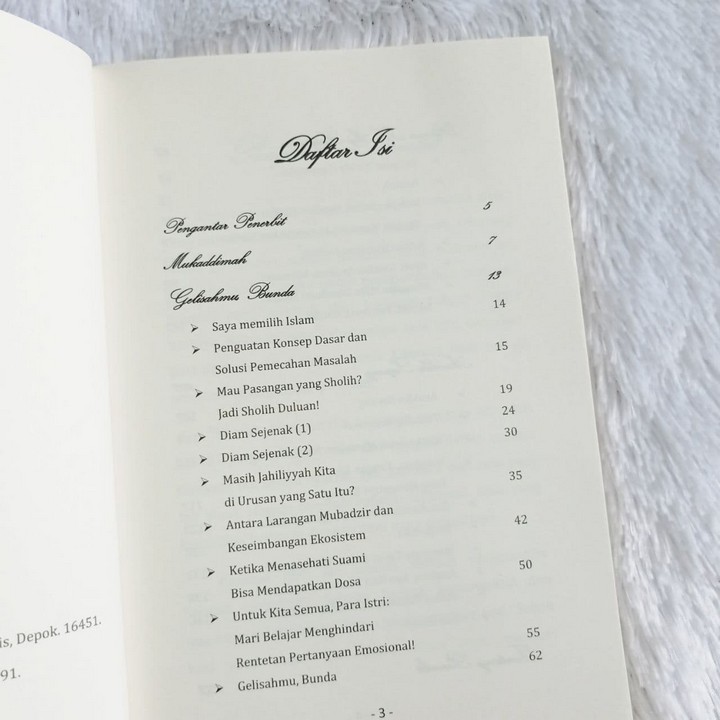 is, Depok. 16451.
91.
Daftar Isi
Pengantar Penerbit 5
Mukaddimah 7
Gelisahmu, Bunda 13
➢ Saya memilih Islam 14
➢ Penguatan Konsep Dasar dan
Solusi Pemecahan Masalah 15
➢ Mau Pasangan yang Sholih?
Jadi Sholih Duluan! 19
➢ Diam Sejenak (1) 24
➢ Diam Sejenak (2) 30
➢ Masih Jahiliyyah Kita
di Urusan yang Satu Itu? 35
➢ Antara Larangan Mubadzir dan
Keseimbangan Ekosistem 42
➢ Ketika Menasehati Suami
Bisa Mendapatkan Dosa 50
➢ Untuk Kita Semua, Para Istri:
Mari Belajar Menghindari
Rentetan Pertanyaan Emosional! 55
➢ Gelisahmu, Bunda 62
- 3 -